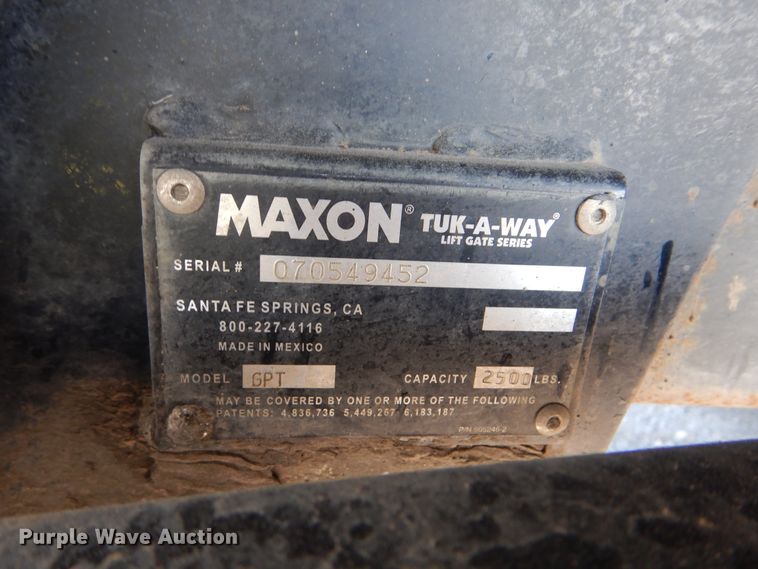 MAXON® TUK-A-WAY®
LIFT GATE SERIES
SERIAL # 070549452
SANTA FE SPRINGS, CA
800-227-4116
MADE IN MEXICO
MODEL GPT CAPACITY 2500 LBS.
MAY BE COVERED BY ONE OR MORE OF THE FOLLOWING
PATENTS: 4,836,736 5,449,267 6,183,187
P/N
Purple Wave Auction®